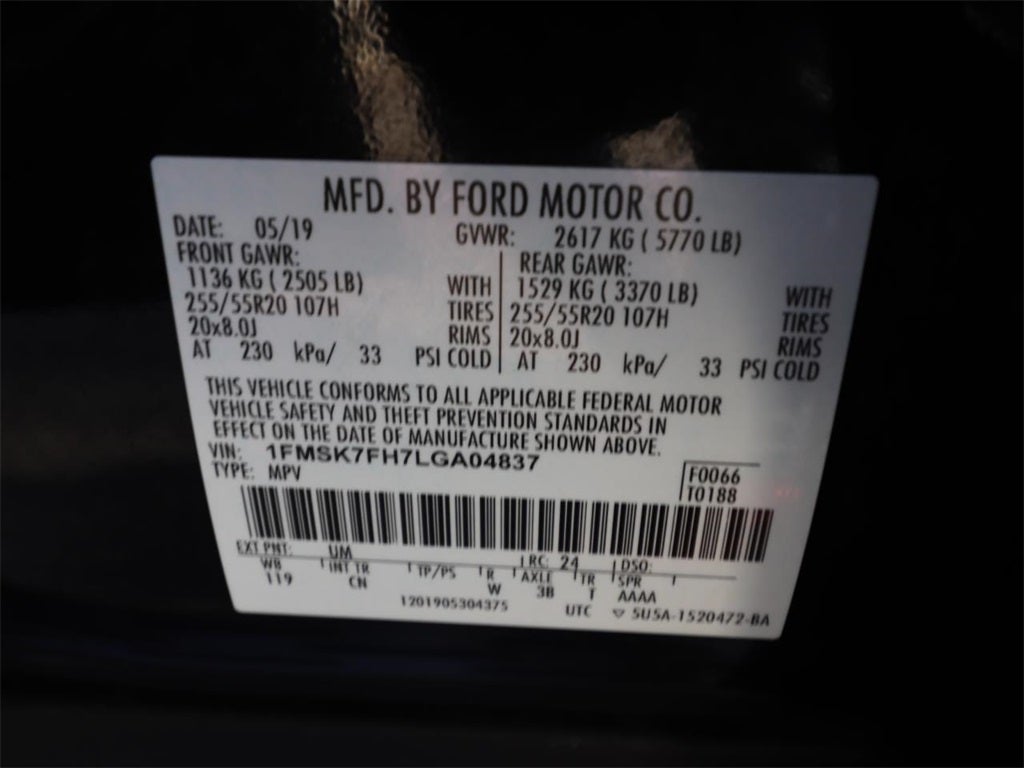 MFD. BY FORD MOTOR CO.
DATE: 05/19 GVWR: 2617 KG ( 5770 LB)
FRONT GAWR: REAR GAWR:
1136 KG ( 2505 LB) WITH 1529 KG ( 3370 LB) WITH
255/55R20 107H TIRES 255/55R20 107H TIRES
20x8.0J RIMS 20x8.0J RIMS
AT 230 kPa/ 33 PSI COLD AT 230 kPa/ 33 PSI COLD
THIS VEHICLE CONFORMS TO ALL APPLICABLE FEDERAL MOTOR
VEHICLE SAFETY AND THEFT PREVENTION STANDARDS IN
EFFECT ON THE DATE OF MANUFACTURE SHOWN ABOVE.
VIN: 1FMSK7FH7LGA04837
TYPE: MPV
F0066
T0188
EXT PNT: UM RC: 24 DSO:
WB INT TR TP/PS R AXLE TR SPR
119 CN W 3B T AAAA
1201905304375 UTC ▽ 5U5A-1520472-BA